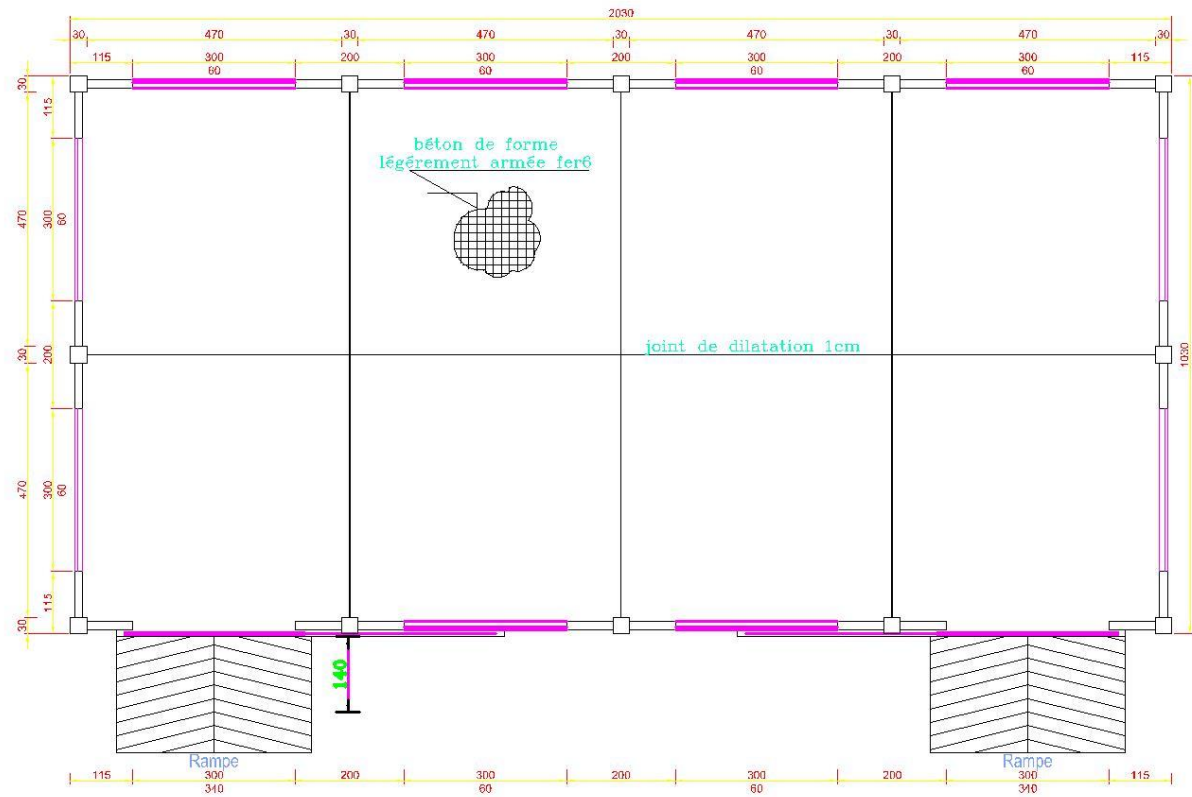 2030
30 470 30 470 30 470 30 470 30
115 300 200 300 200 300 200 300 115
60 60 60 60
30
115
470 300 60
30 200
470 300 60
115
30
1030
béton de forme
légérement armée fer6
joint de dilatation 1cm
140
Rampe Rampe
115 300 200 300 200 300 200 300 115
340 60 60 340